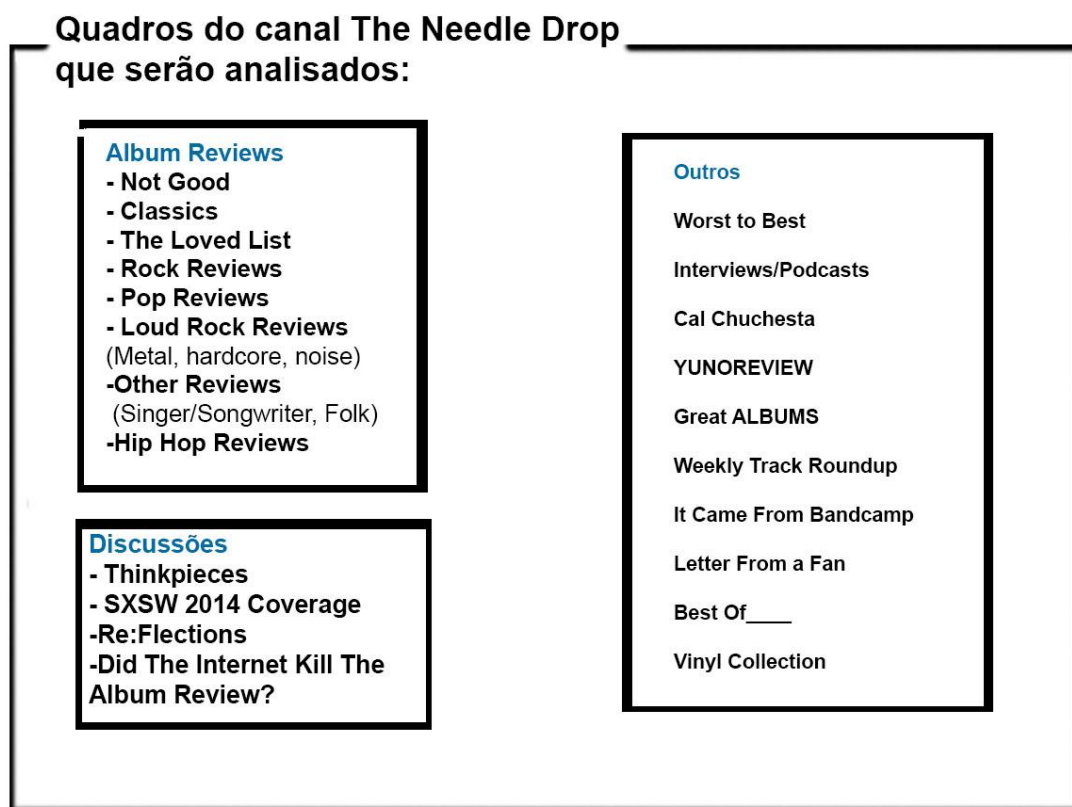 Quadros do canal The Needle Drop
que serão analisados:
Album Reviews
- Not Good
- Classics
- The Loved List
- Rock Reviews
- Pop Reviews
- Loud Rock Reviews
(Metal, hardcore, noise)
-Other Reviews
(Singer/Songwriter, Folk)
-Hip Hop Reviews
Discussões
- Thinkpieces
- SXSW 2014 Coverage
-Re:Flections
-Did The Internet Kill The
Album Review?
Outros
Worst to Best
Interviews/Podcasts
Cal Chuchesta
YUNOREVIEW
Great ALBUMS
Weekly Track Roundup
It Came From Bandcamp
Letter From a Fan
Best Of____
Vinyl Collection